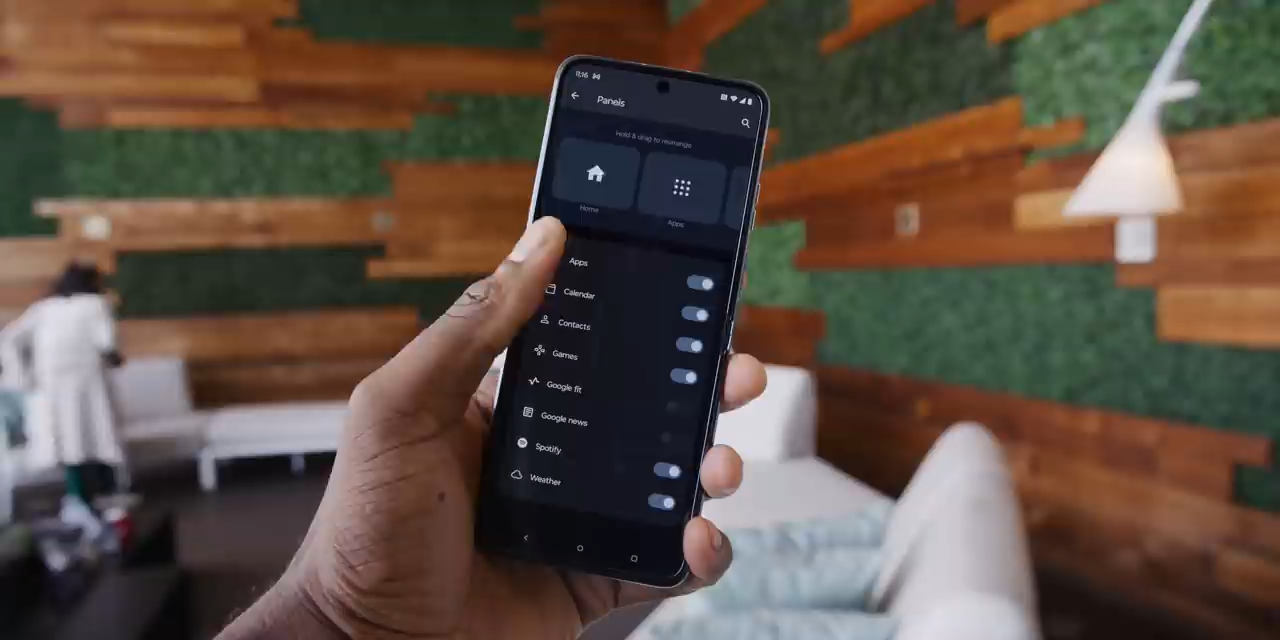 11:16
Panels
Hold & drag to rearrange
Home
Apps
Apps
Calendar
Contacts
Games
Google fit
Google news
Spotify
Weather